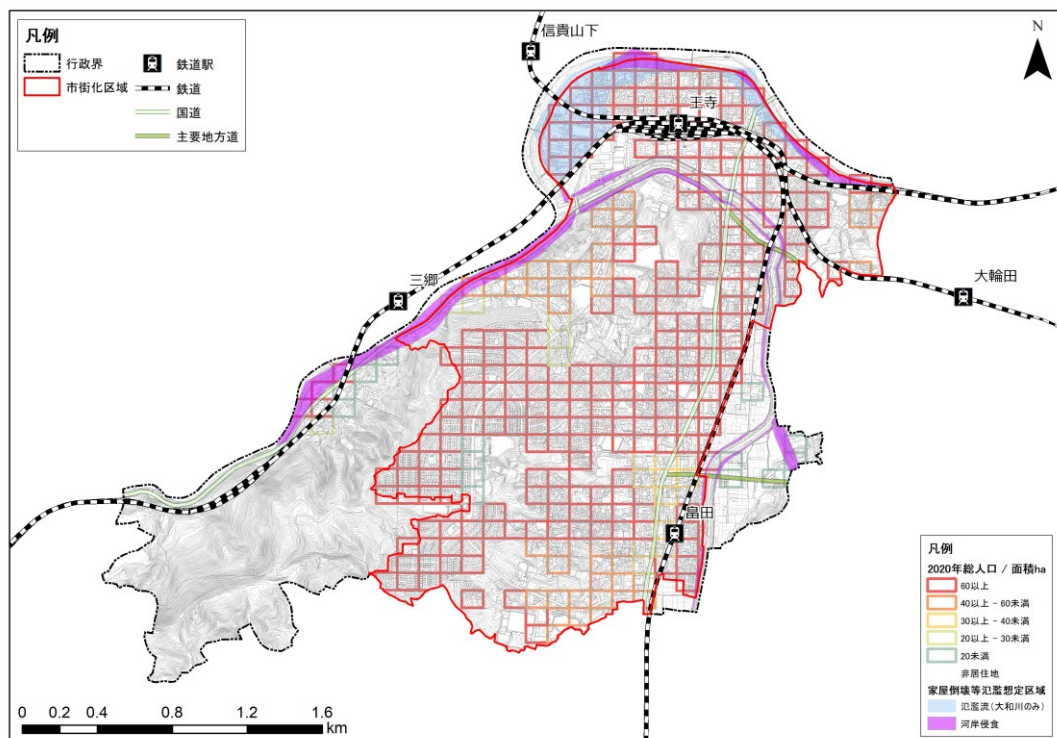 凡例
行政界
鉄道駅
市街化区域
鉄道
国道
主要地方道
信貴山下
N
王寺
三郷
大輪田
畠田
凡例
2020年総人口 / 面積ha
60以上
40以上 - 60未満
30以上 - 40未満
20以上 - 30未満
20未満
非居住地
家屋倒壊等氾濫想定区域
氾濫流(大和川のみ)
河岸侵食
0 0.2 0.4 0.8 1.2 1.6
km